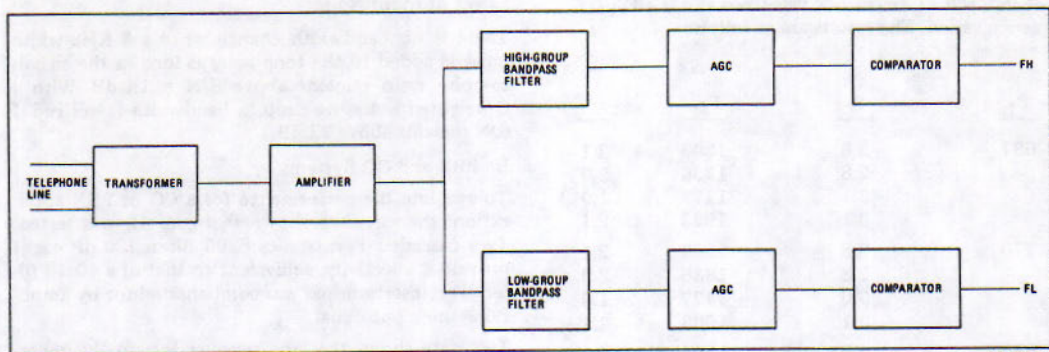 HIGH-GROUP
BANDPASS
FILTER
AGC
COMPARATOR
FH
TELEPHONE
LINE
TRANSFORMER
AMPLIFIER
LOW-GROUP
BANDPASS
FILTER
AGC
COMPARATOR
FL